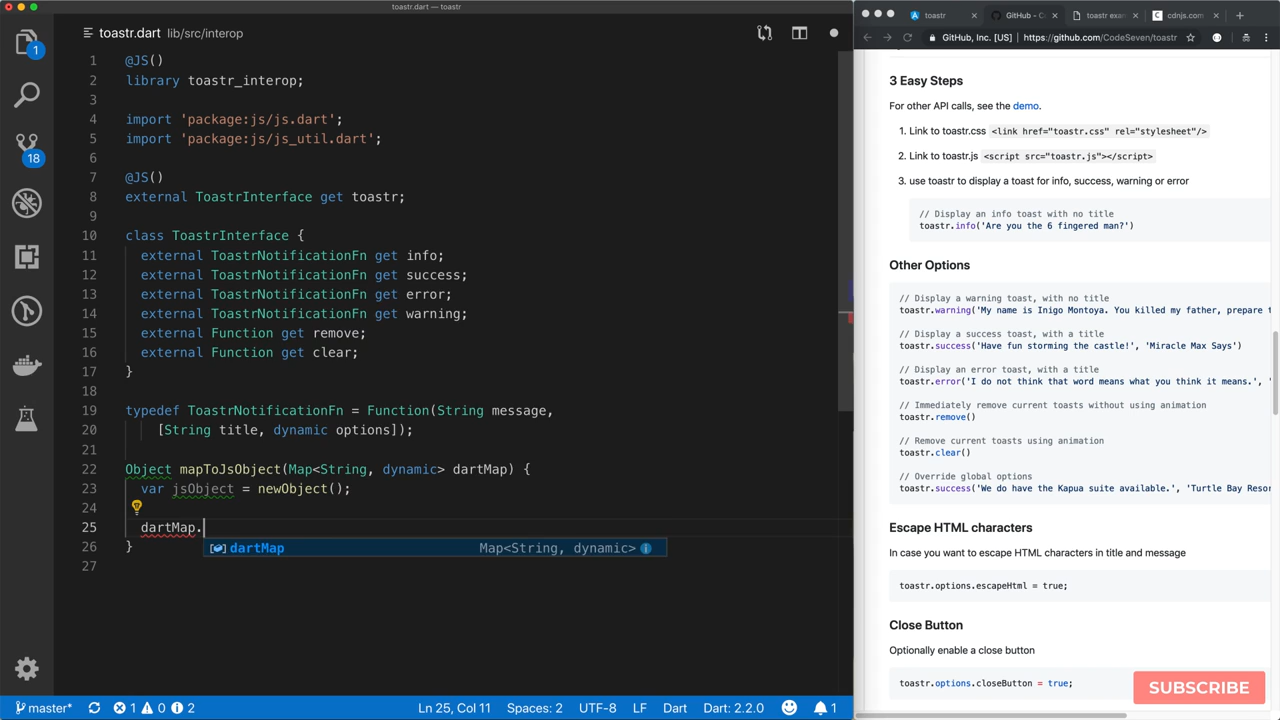 toastr.dart — toastr
toastr.dart lib/src/interop
1
18
1 @JS()
2 library toastr_interop;
3
4 import 'package:js/js.dart';
5 import 'package:js/js_util.dart';
6
7 @JS()
8 external ToastrInterface get toastr;
9
10 class ToastrInterface {
11 external ToastrNotificationFn get info;
12 external ToastrNotificationFn get success;
13 external ToastrNotificationFn get error;
14 external ToastrNotificationFn get warning;
15 external Function get remove;
16 external Function get clear;
17 }
18
19 typedef ToastrNotificationFn = Function(String message,
20 [String title, dynamic options]);
21
22 Object mapToJsObject(Map<String, dynamic> dartMap) {
23 var jsObject = newObject();
24
25 dartMap.
dartMap Map<String, dynamic>
26 }
27
master* 1 0 2 Ln 25, Col 11 Spaces: 2 UTF-8 LF Dart Dart: 2.2.0 1
toastr GitHub - C toastr exa cdnjs.com
GitHub, Inc. [US] https://github.com/CodeSeven/toastr
3 Easy Steps
For other API calls, see the demo.
1. Link to toastr.css <link href="toastr.css" rel="stylesheet"/>
2. Link to toastr.js <script src="toastr.js"></script>
3. use toastr to display a toast for info, success, warning or error
// Display an info toast with no title
toastr.info('Are you the 6 fingered man?')
Other Options
// Display a warning toast, with no title
toastr.warning('My name is Inigo Montoya. You killed my father, prepare t
// Display a success toast, with a title
toastr.success('Have fun storming the castle!', 'Miracle Max Says')
// Display an error toast, with a title
toastr.error('I do not think that word means what you think it means.', '
// Immediately remove current toasts without using animation
toastr.remove()
// Remove current toasts using animation
toastr.clear()
// Override global options
toastr.success('We do have the Kapua suite available.', 'Turtle Bay Resor
Escape HTML characters
In case you want to escape HTML characters in title and message
toastr.options.escapeHtml = true;
Close Button
Optionally enable a close button
toastr.options.closeButton = true;
SUBSCRIBE